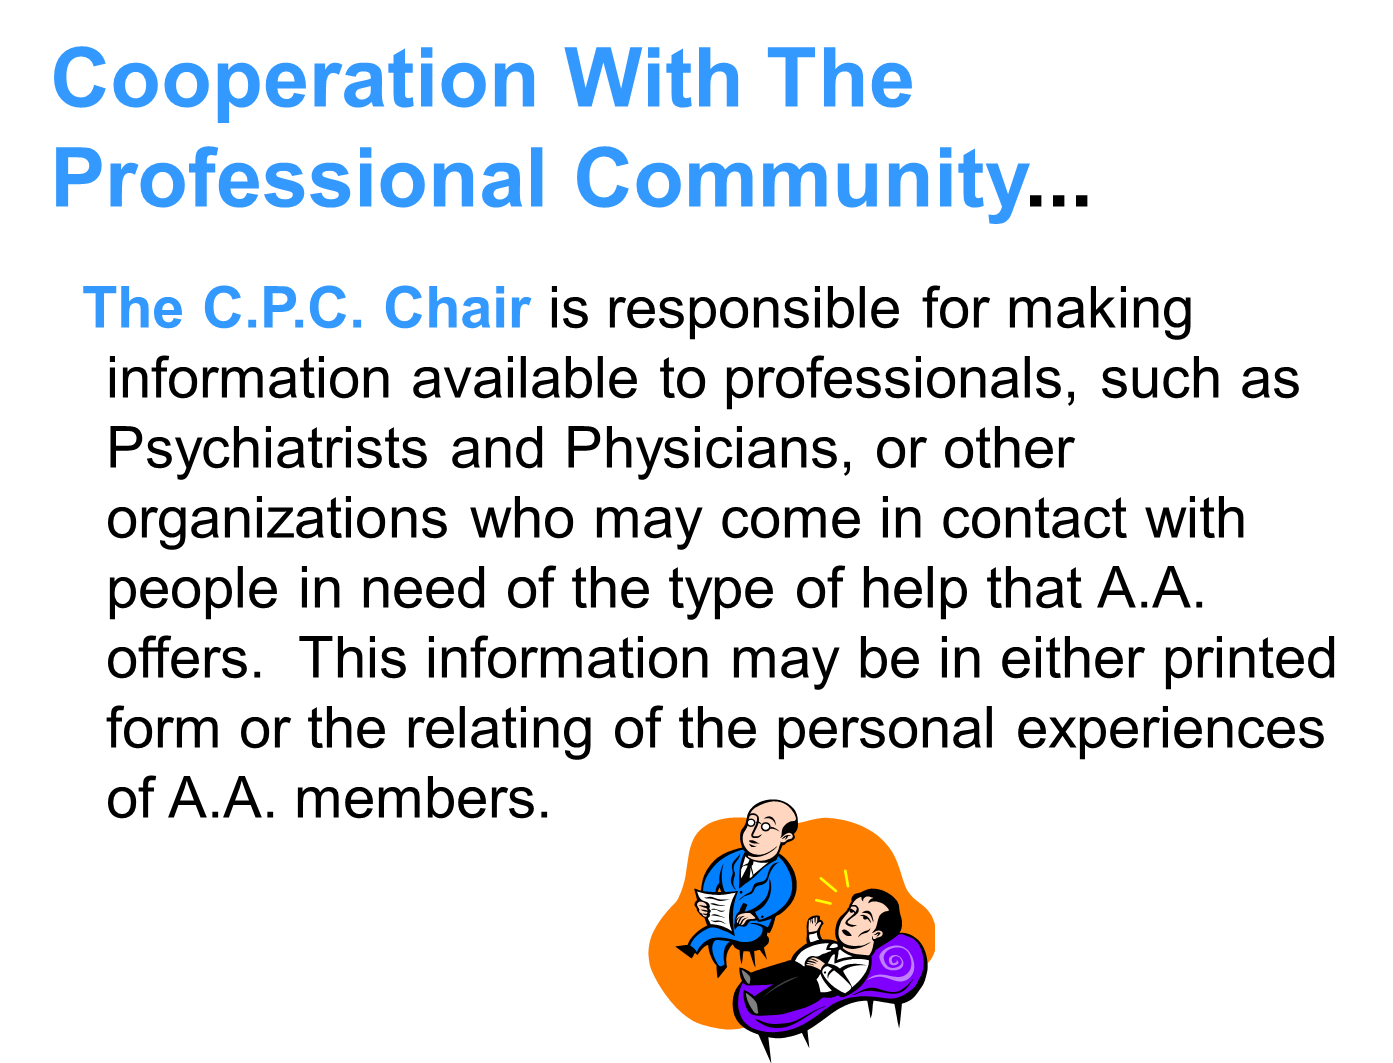 Cooperation With The
Professional Community...
The C.P.C. Chair is responsible for making
information available to professionals, such as
Psychiatrists and Physicians, or other
organizations who may come in contact with
people in need of the type of help that A.A.
offers.  This information may be in either printed
form or the relating of the personal experiences
of A.A. members.